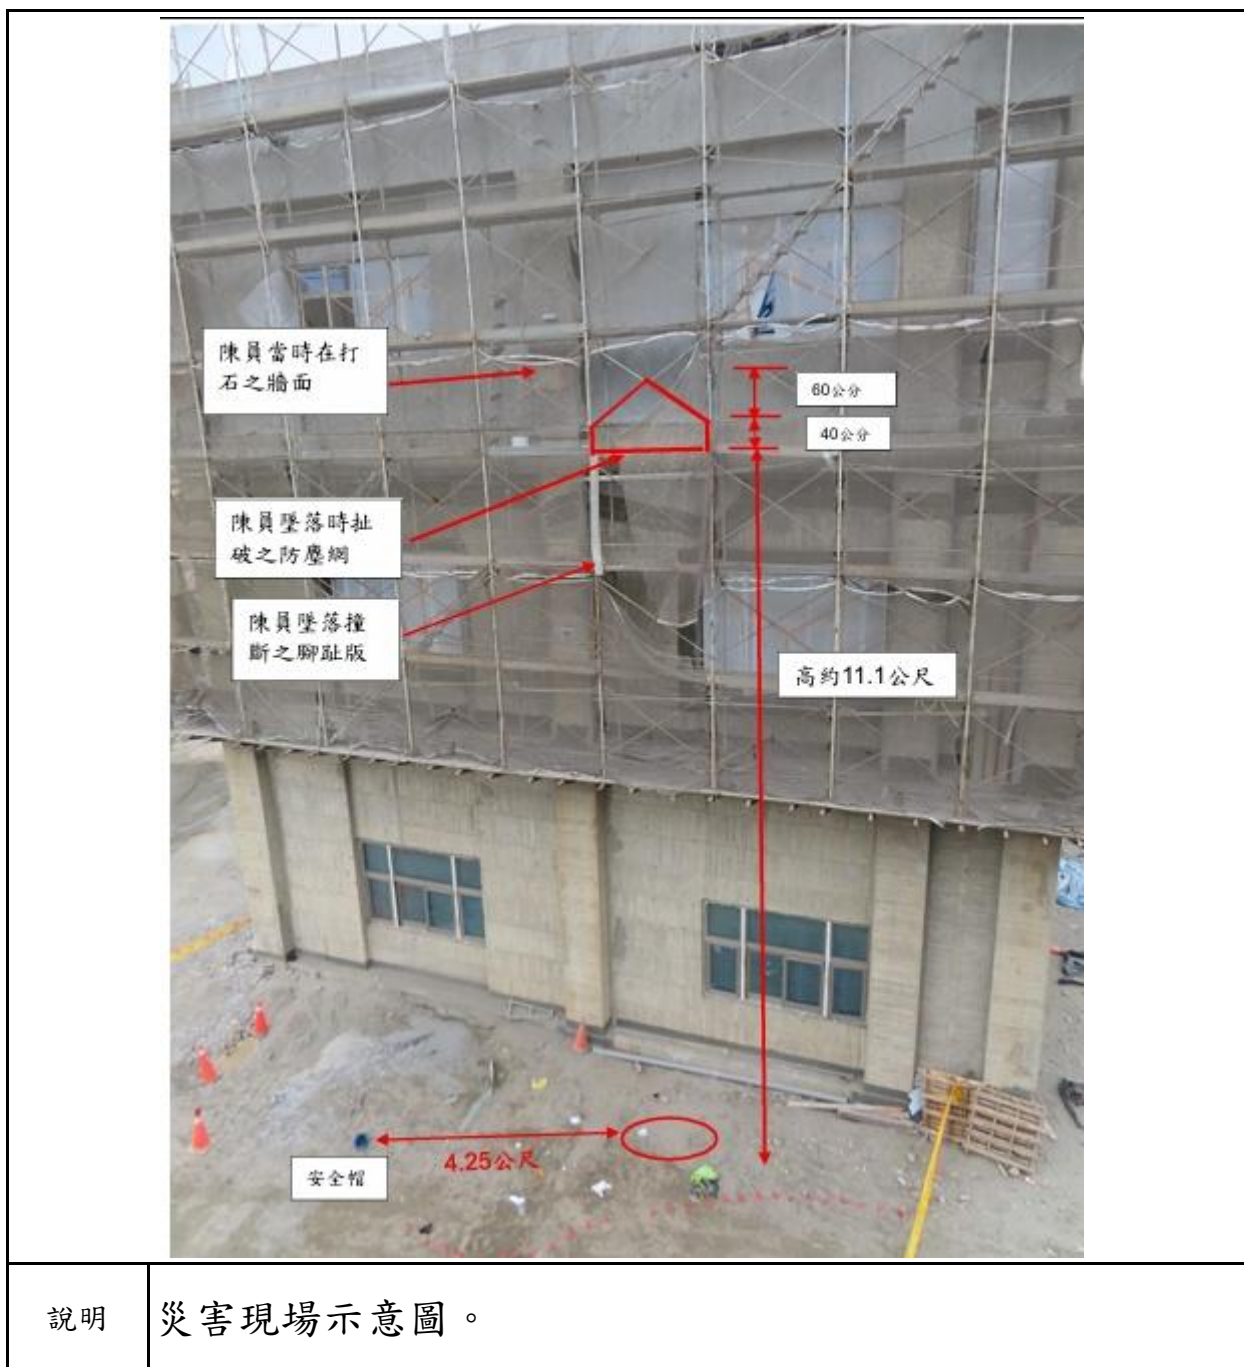 陳員當時在打
石之牆面
60公分
40公分
陳員墜落時扯
破之防塵網
陳員墜落撞
斷之腳趾版
高約11.1公尺
4.25公尺
安全帽
說明
災害現場示意圖。